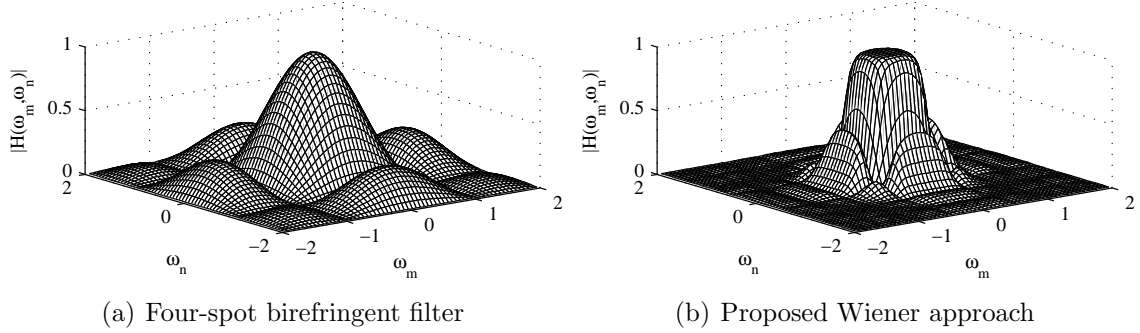 1
0.5
0
2
0
−2
−2
−1
0
1
2
|H(ω_m,ω_n)|
ω_n
ω_m
(a) Four-spot birefringent filter
1
0.5
0
2
0
−2
−2
−1
0
1
2
|H(ω_m,ω_n)|
ω_n
ω_m
(b) Proposed Wiener approach